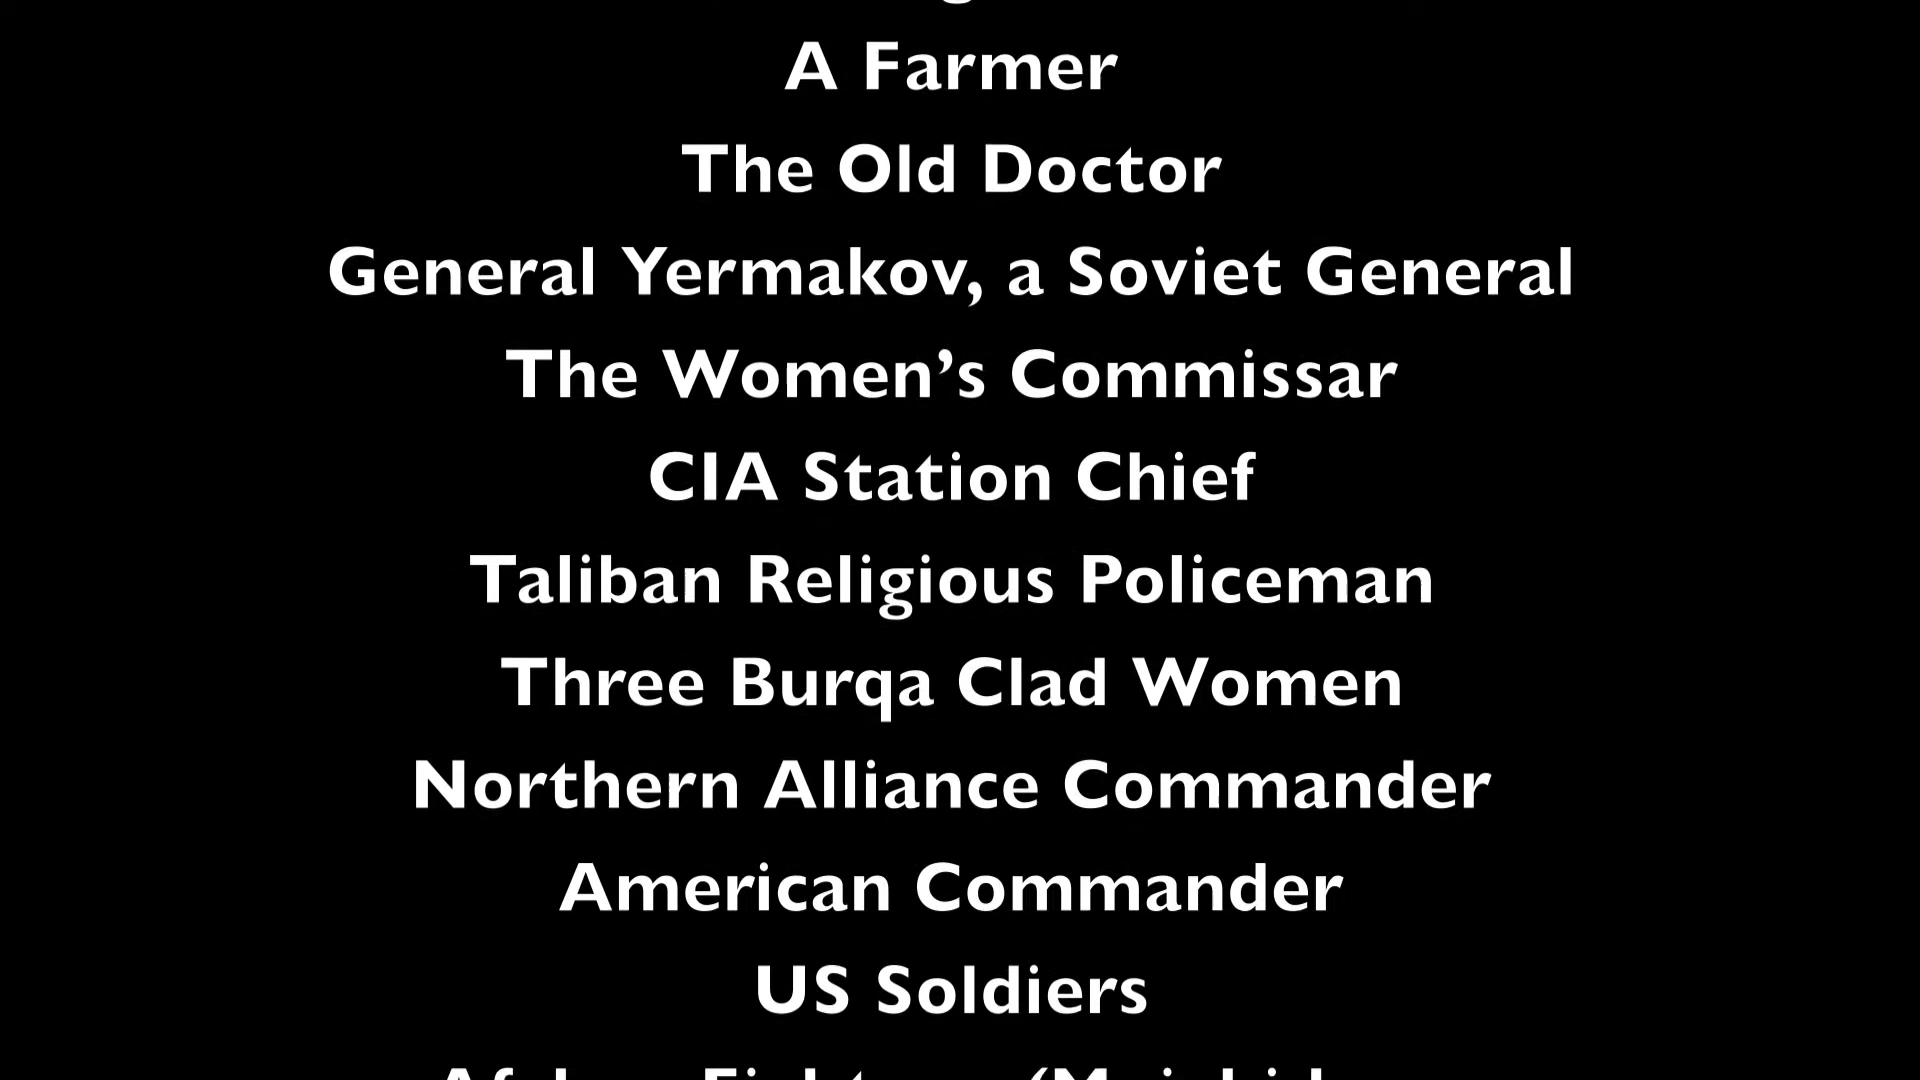 A Farmer
The Old Doctor
General Yermakov, a Soviet General
The Women’s Commissar
CIA Station Chief
Taliban Religious Policeman
Three Burqa Clad Women
Northern Alliance Commander
American Commander
US Soldiers